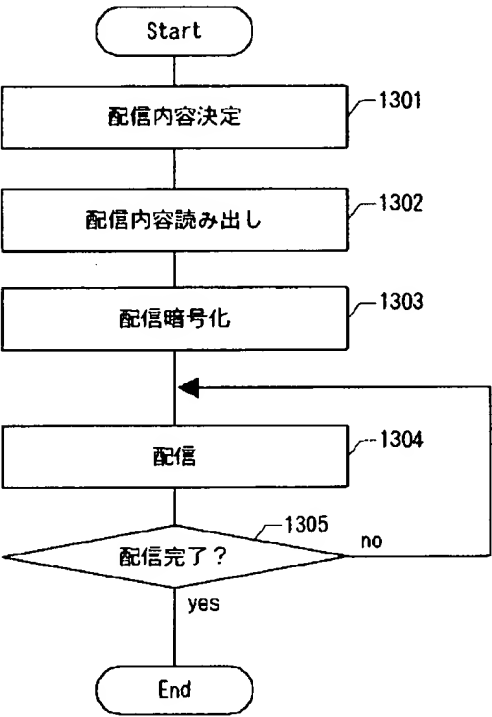 Start
配信内容決定
1301
配信内容読み出し
1302
配信暗号化
1303
配信
1304
配信完了?
1305
no
yes
End